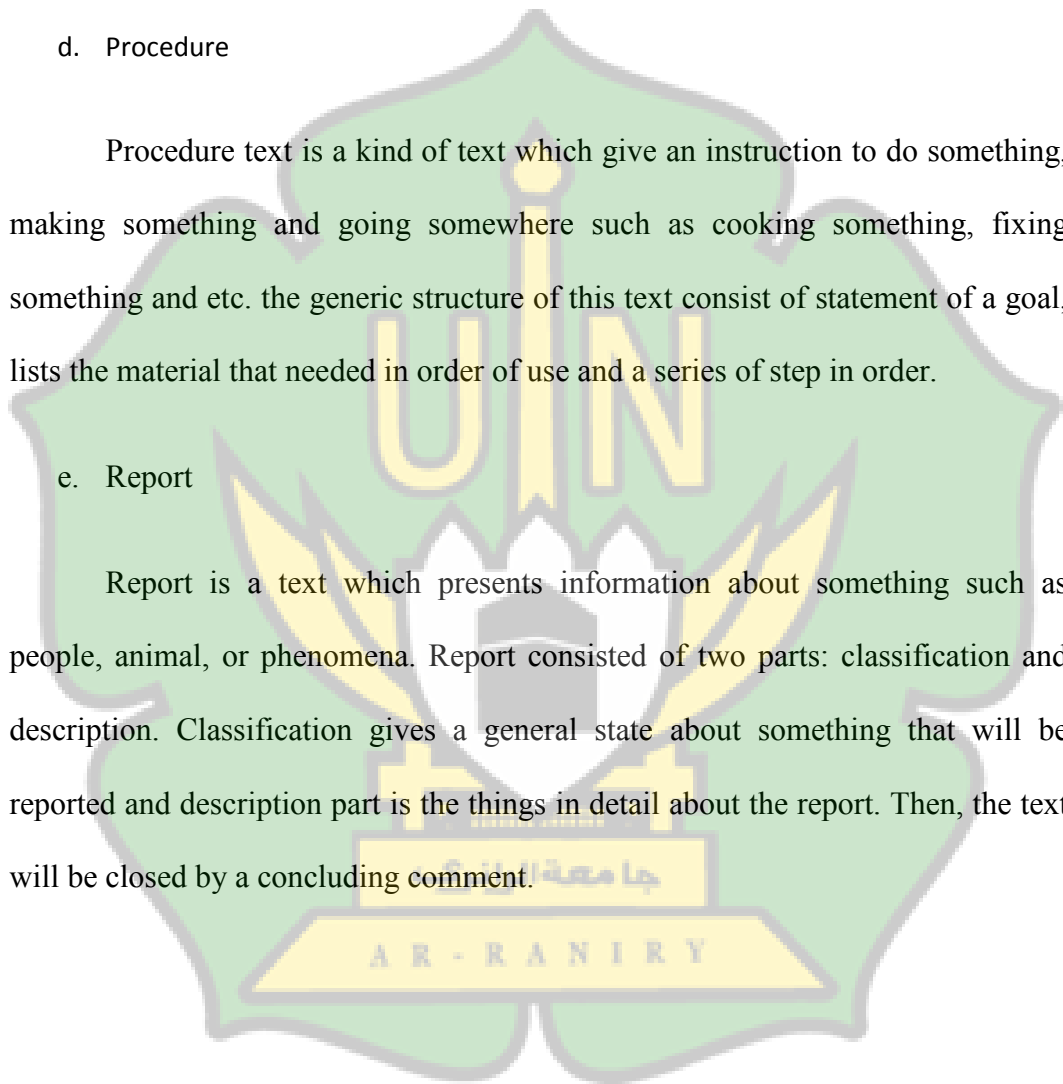 d. Procedure
Procedure text is a kind of text which give an instruction to do something,
making something and going somewhere such as cooking something, fixing
something and etc. the generic structure of this text consist of statement of a goal,
lists the material that needed in order of use and a series of step in order.
UIN
e. Report
Report is a text which presents information about something such as
people, animal, or phenomena. Report consisted of two parts: classification and
description. Classification gives a general state about something that will be
reported and description part is the things in detail about the report. Then, the text
will be closed by a concluding comment.
جامعة الرانري
AR-RANIRY